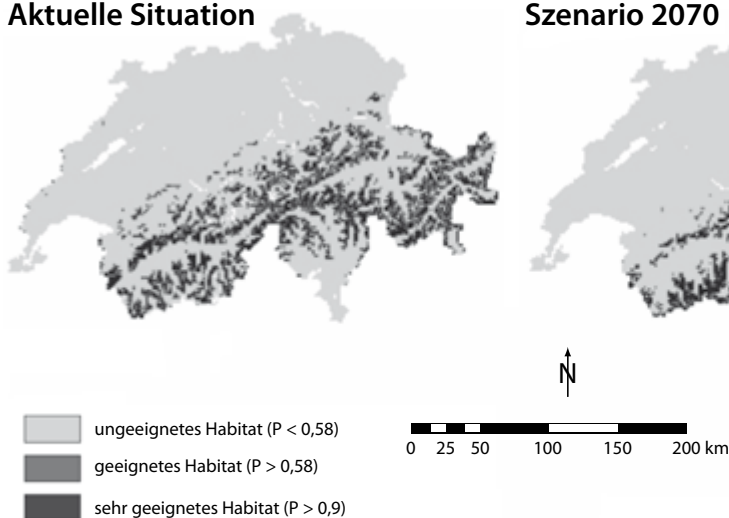 Aktuelle Situation
Szenario 2070
N
ungeeignetes Habitat (P < 0,58)
geeignetes Habitat (P > 0,58)
sehr geeignetes Habitat (P > 0,9)
0 25 50 100 150 200 km